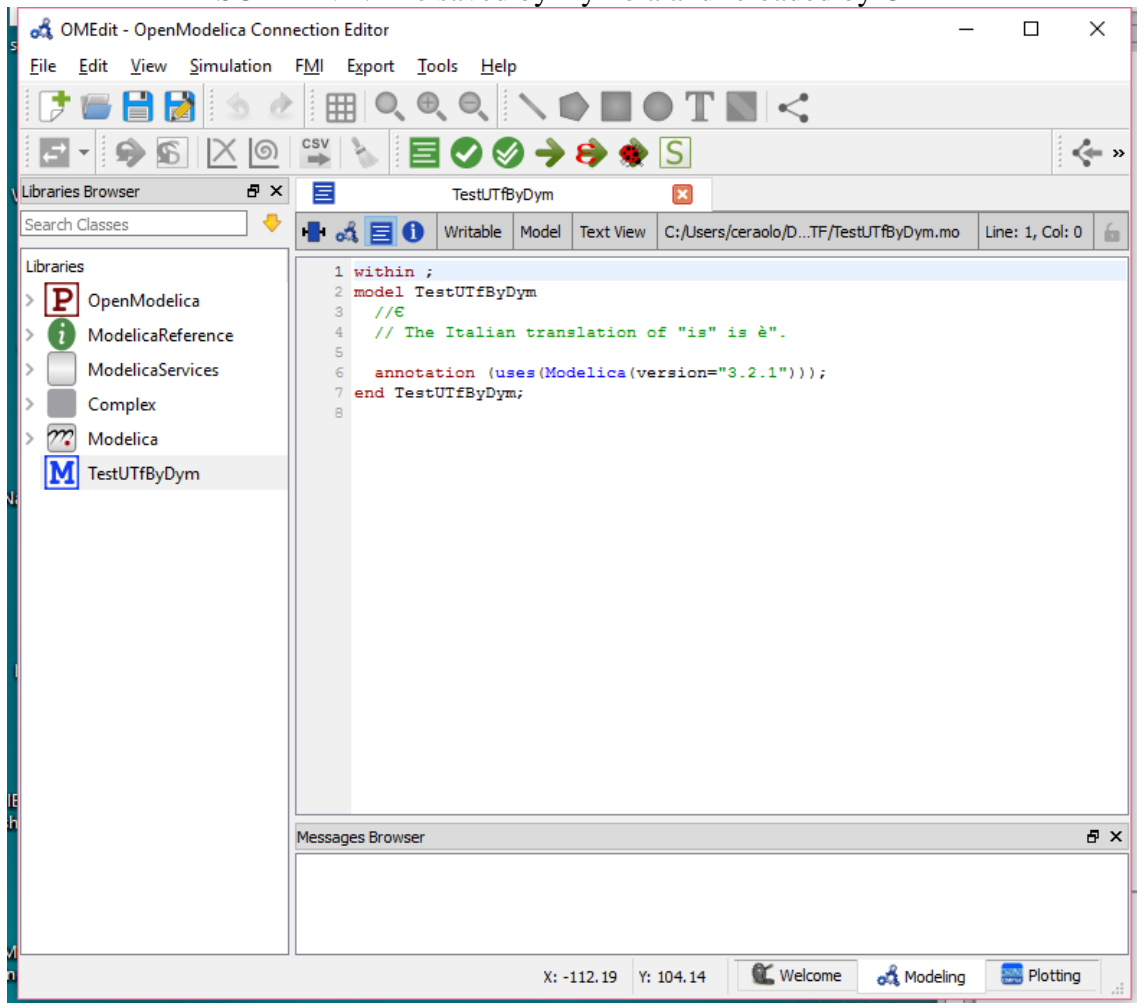 OMEdit - OpenModelica Connection Editor
File Edit View Simulation FMI Export Tools Help
T
CSV S
Libraries Browser
TestUTfByDym
Search Classes
Writable Model Text View C:/Users/ceraolo/D...TF/TestUTfByDym.mo Line: 1, Col: 0
Libraries
P OpenModelica
i ModelicaReference
ModelicaServices
Complex
Modelica
M TestUTfByDym
1 within ;
2 model TestUTfByDym
3 //€
4 // The Italian translation of "is" is è".
5
6 annotation (uses(Modelica(version="3.2.1")));
7 end TestUTfByDym;
8
Messages Browser
X: -112.19 Y: 104.14 Welcome Modeling Plotting